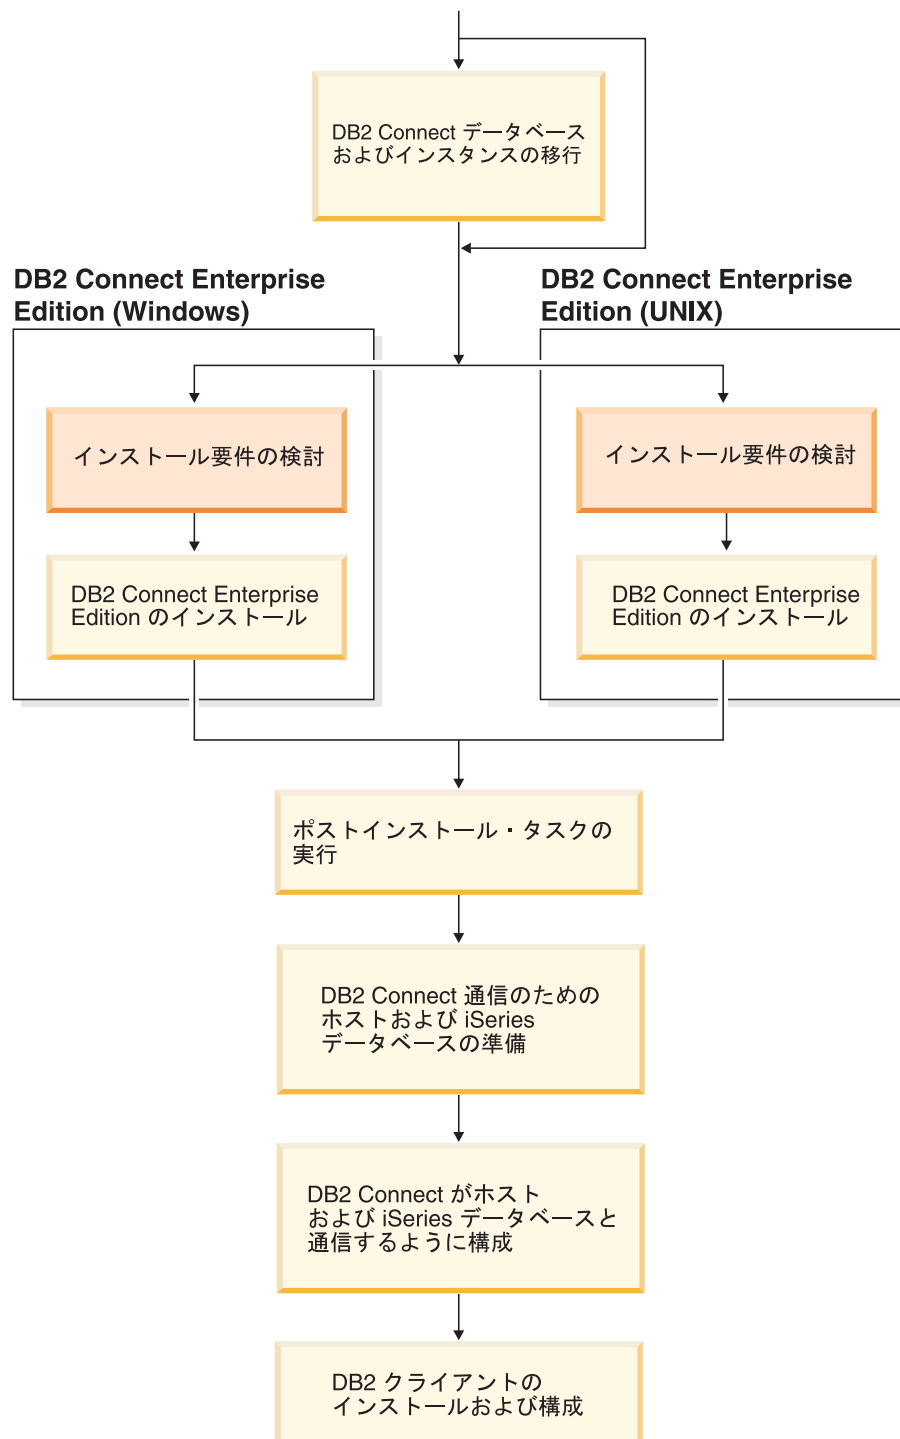 DB2 Connect データベース
およびインスタンスの移行
DB2 Connect Enterprise
Edition (Windows)
DB2 Connect Enterprise
Edition (UNIX)
インストール要件の検討
インストール要件の検討
DB2 Connect Enterprise
Edition のインストール
DB2 Connect Enterprise
Edition のインストール
ポストインストール・タスクの
実行
DB2 Connect 通信のための
ホストおよび iSeries
データベースの準備
DB2 Connect がホスト
および iSeries データベースと
通信するように構成
DB2 クライアントの
インストールおよび構成